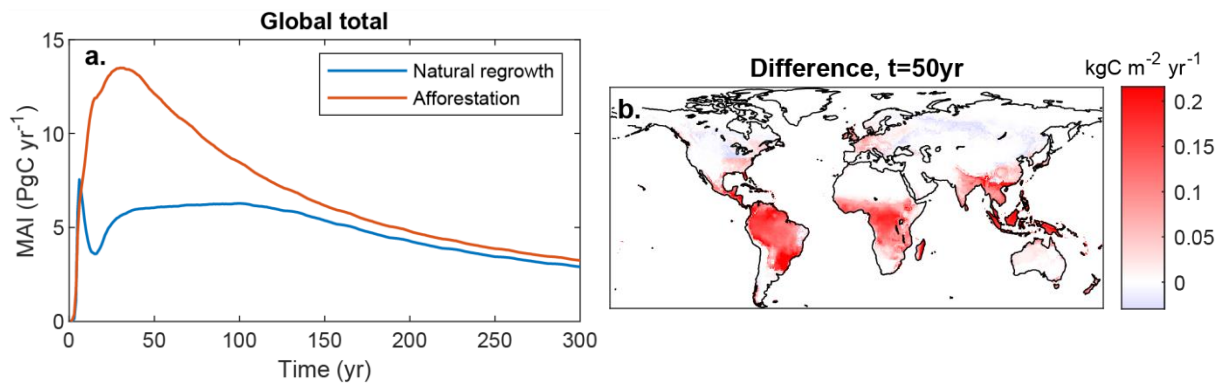 Global total
a.
Natural regrowth
Afforestation
MAI (PgC yr⁻¹)
15
10
5
0
0 50 100 150 200 250 300
Time (yr)
Difference, t=50yr
kgC m⁻² yr⁻¹
b.
0.2
0.15
0.1
0.05
0